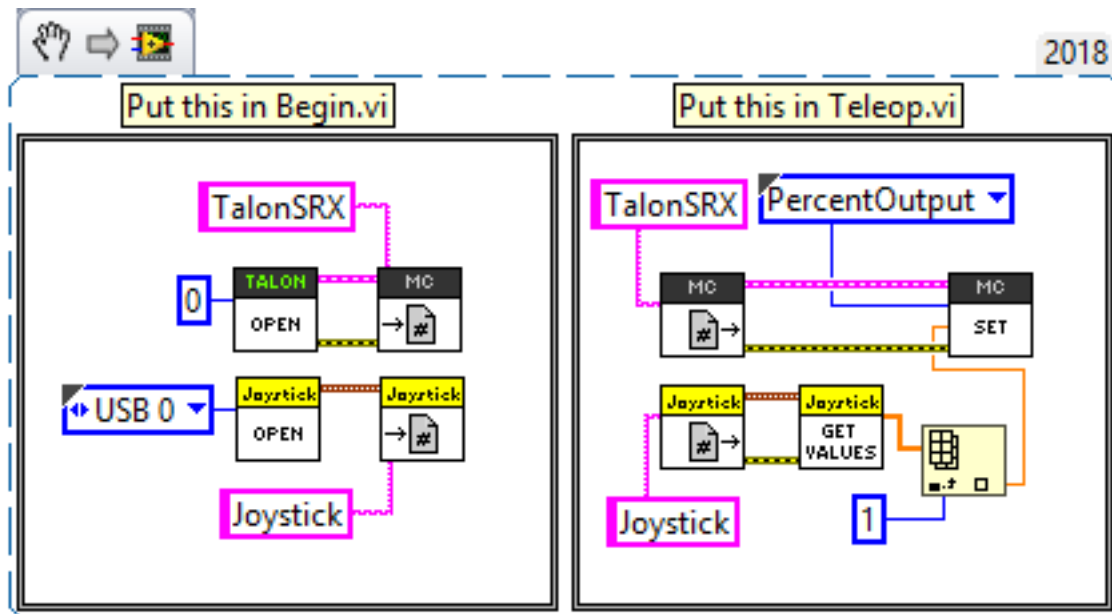 2018
Put this in Begin.vi
TalonSRX
0
TALON
OPEN
MC
#
USB 0
Joystick
OPEN
Joystick
#
Joystick
Put this in Teleop.vi
TalonSRX
PercentOutput
MC
#
MC
SET
Joystick
#
Joystick
GET
VALUES
Joystick
1